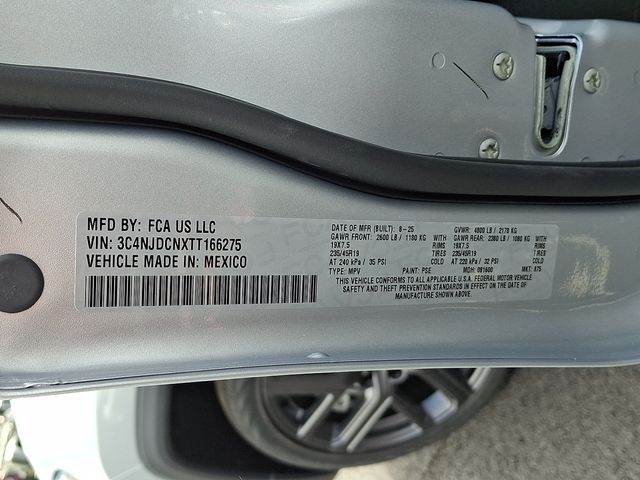 MFD BY: FCA US LLC
VIN: 3C4NJDCNXTT166275
VEHICLE MADE IN: MEXICO
DATE OF MFR (BUILT): 8-25 GVWR: 4800 LB / 2178 KG
GAWR FRONT: 2600 LB / 1180 KG WITH GAWR REAR: 2380 LB / 1080 KG WITH
19X7.5 RIMS 19X7.5 RIMS
235/45R19 TIRES 235/45R19 TIRES
AT 240 kPa / 35 PSI COLD AT 220 kPa / 32 PSI COLD
TYPE: MPV PAINT: PSE MDH: 081600 MKT: 875
THIS VEHICLE CONFORMS TO ALL APPLICABLE U.S.A. FEDERAL MOTOR VEHICLE
SAFETY AND THEFT PREVENTION STANDARDS IN EFFECT ON THE DATE OF
MANUFACTURE SHOWN ABOVE.